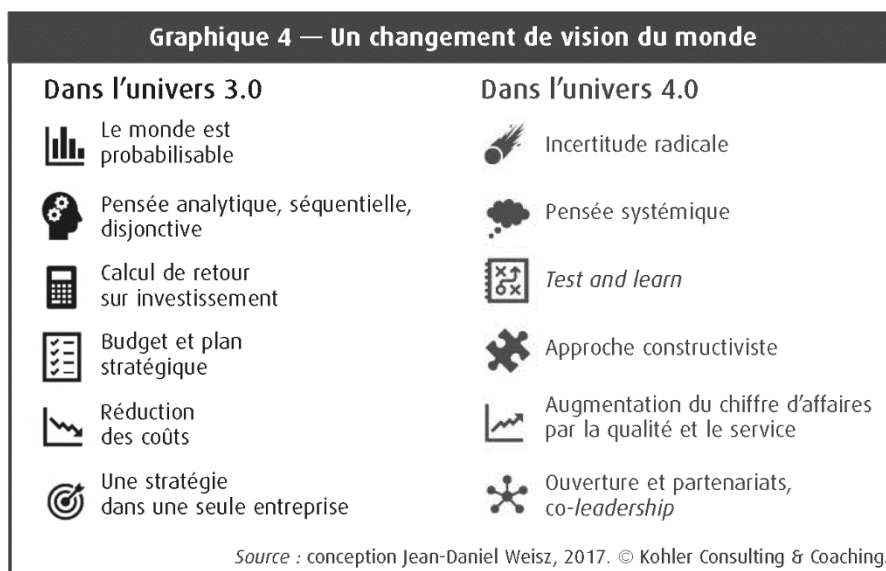 Graphique 4 — Un changement de vision du monde
Dans l'univers 3.0
Le monde est
probabilisable
Pensée analytique, séquentielle,
disjonctive
Calcul de retour
sur investissement
Budget et plan
stratégique
Réduction
des coûts
Une stratégie
dans une seule entreprise
Dans l'univers 4.0
Incertitude radicale
Pensée systémique
Test and learn
Approche constructiviste
Augmentation du chiffre d'affaires
par la qualité et le service
Ouverture et partenariats,
co-leadership
Source : conception Jean-Daniel Weisz, 2017. © Kohler Consulting & Coaching.